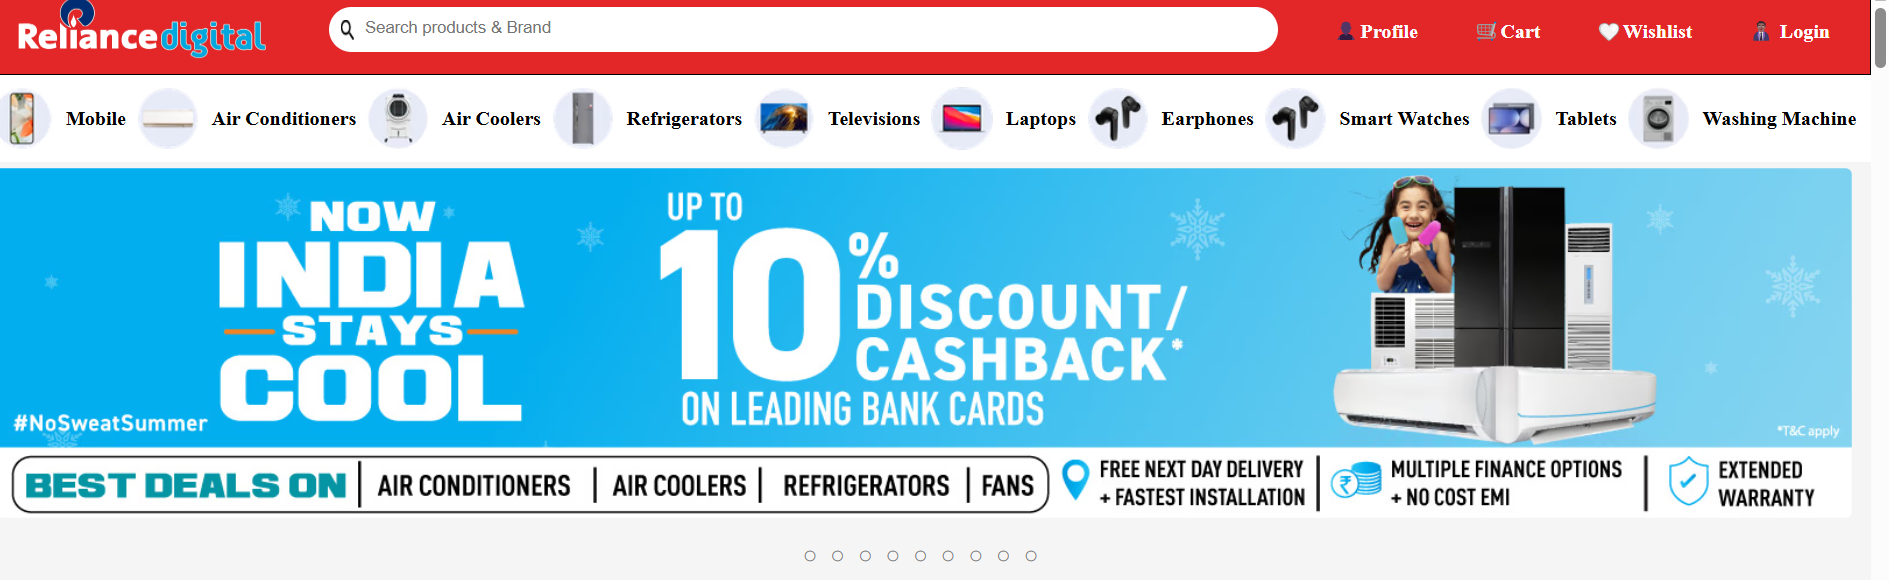 Reliance digital
Search products & Brand
Profile
Cart
Wishlist
Login
Mobile
Air Conditioners
Air Coolers
Refrigerators
Televisions
Laptops
Earphones
Smart Watches
Tablets
Washing Machine
NOW
INDIA
STAYS
COOL
#NoSweatSummer
UP TO
10%
DISCOUNT/
CASHBACK*
ON LEADING BANK CARDS
*T&C apply
BEST DEALS ON
AIR CONDITIONERS
AIR COOLERS
REFRIGERATORS
FANS
FREE NEXT DAY DELIVERY
+ FASTEST INSTALLATION
₹
MULTIPLE FINANCE OPTIONS
+ NO COST EMI
EXTENDED
WARRANTY